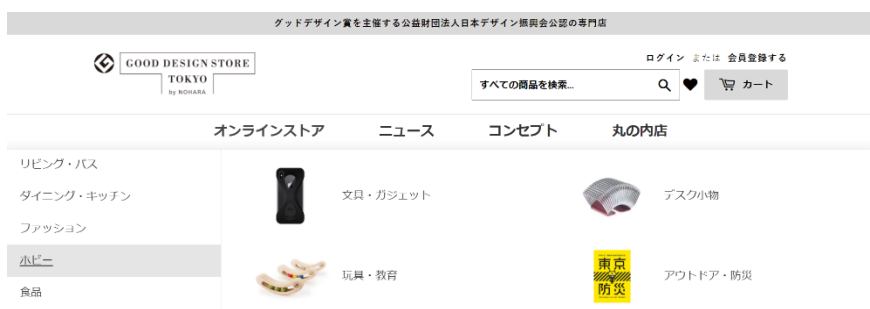 グッドデザイン賞を主催する公益財団法人日本デザイン振興会公認の専門店
GOOD DESIGN STORE
TOKYO
by NOHARA
ログイン または 会員登録する
すべての商品を検索...
カート
オンラインストア ニュース コンセプト 丸の内店
リビング・バス
ダイニング・キッチン
ファッション
ホビー
食品
文具・ガジェット
デスク小物
玩具・教育
東京
防災
アウトドア・防災